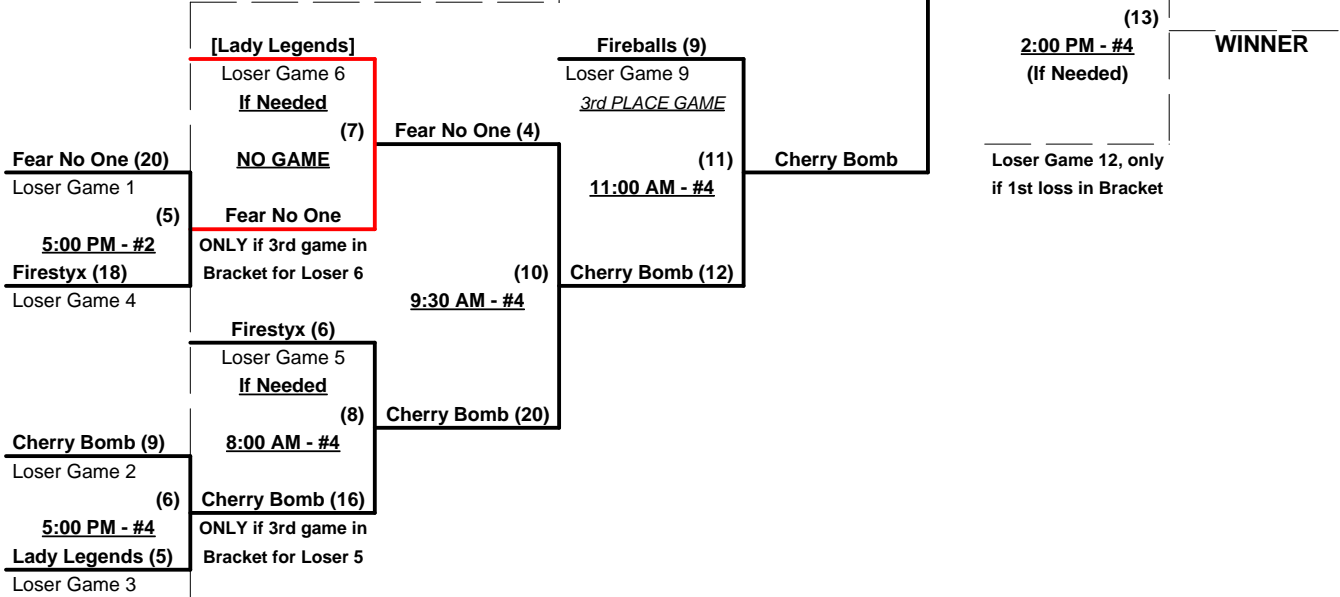 [Lady Legends]
Loser Game 6
If Needed
(7)
NO GAME
Fear No One (20)
Loser Game 1
(5)
5:00 PM - #2
Firestyx (18)
Loser Game 4
Fear No One
ONLY if 3rd game in
Bracket for Loser 6
Fear No One (4)
Firestyx (6)
Loser Game 5
If Needed
(8)
8:00 AM - #4
Cherry Bomb (9)
Loser Game 2
(6)
5:00 PM - #4
Lady Legends (5)
Loser Game 3
Cherry Bomb (16)
ONLY if 3rd game in
Bracket for Loser 5
Cherry Bomb (20)
(10)
9:30 AM - #4
Fireballs (9)
Loser Game 9
3rd PLACE GAME
(11)
11:00 AM - #4
Cherry Bomb (12)
Cherry Bomb
(13)
2:00 PM - #4
(If Needed)
WINNER
Loser Game 12, only
if 1st loss in Bracket